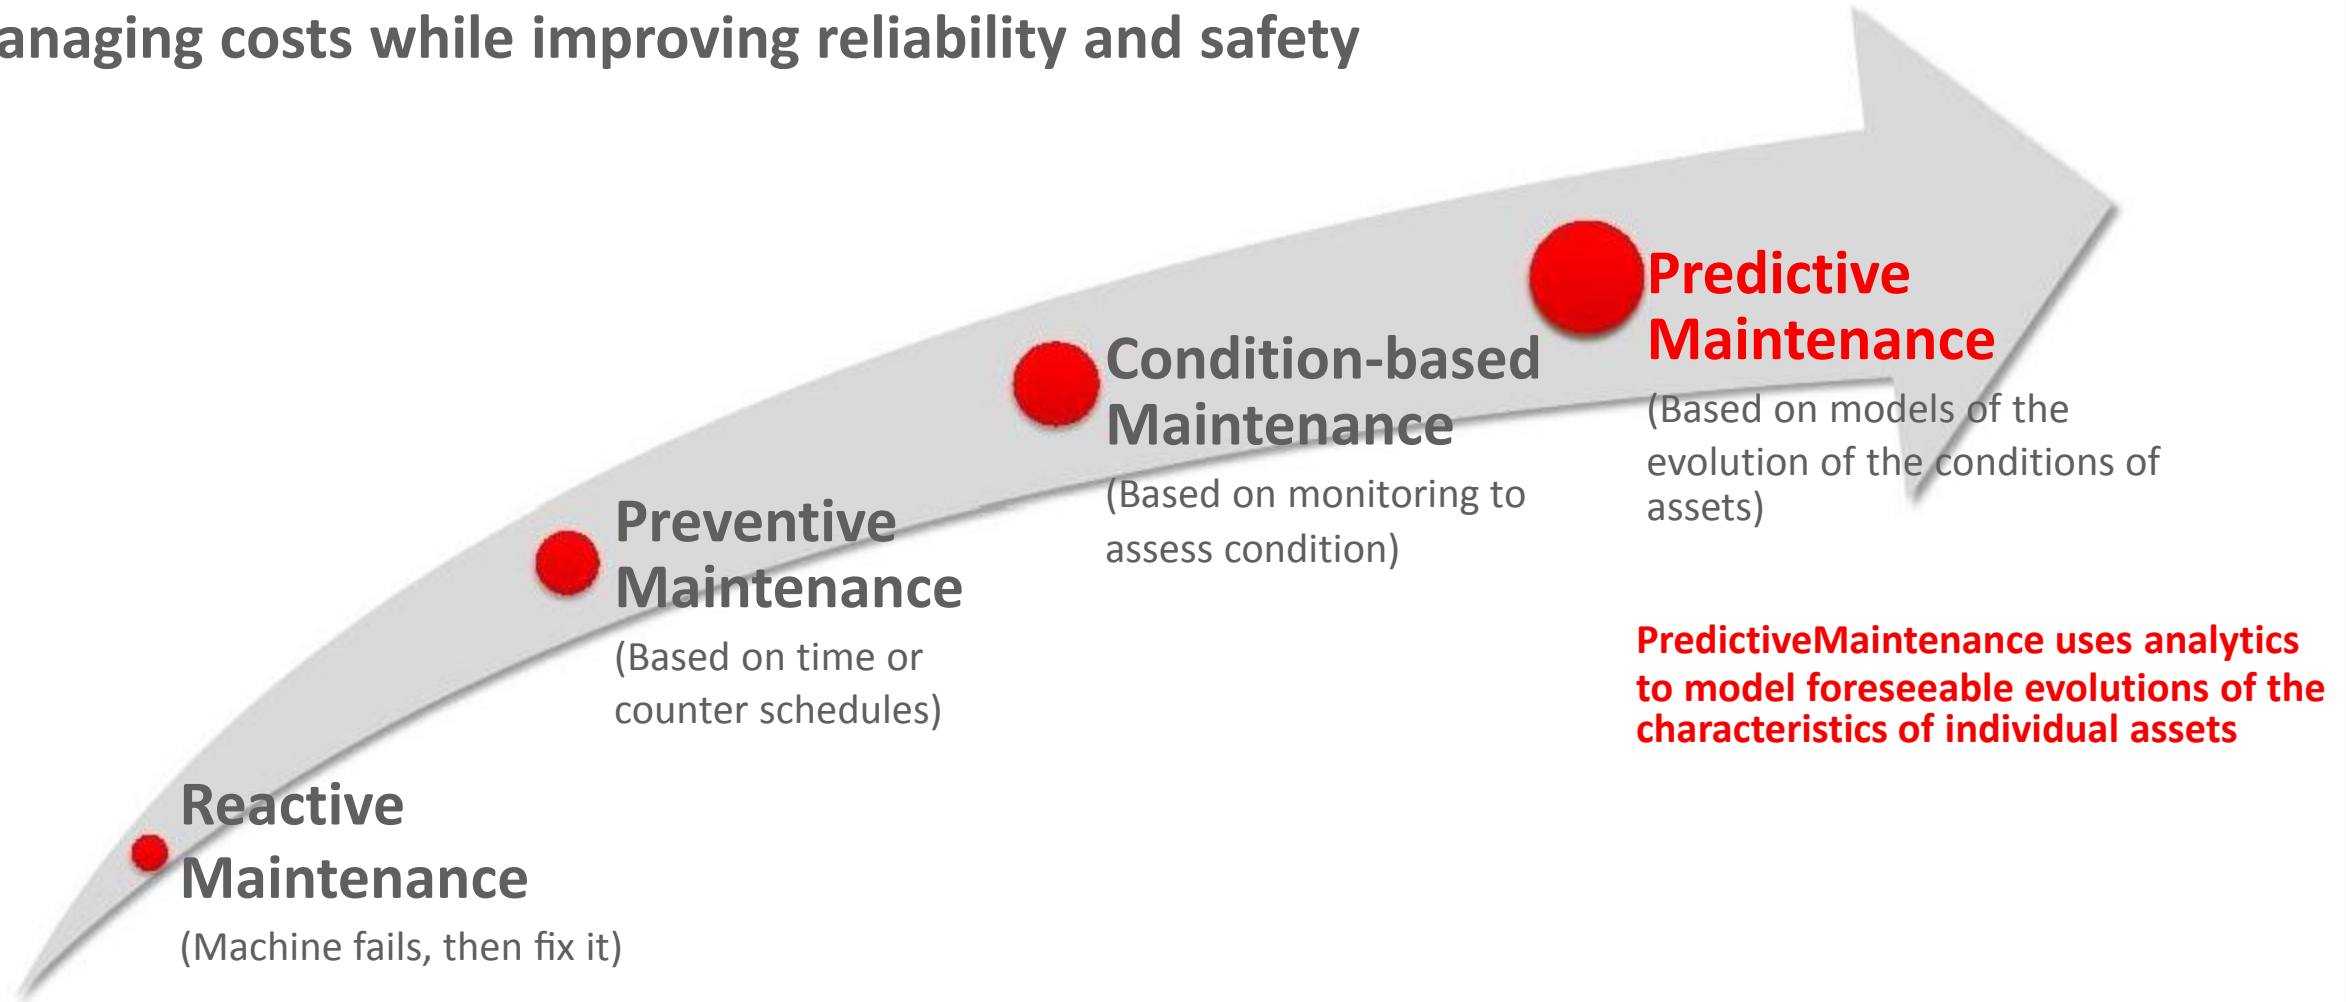 anaging costs while improving reliability and safety
Predictive
Maintenance
(Based on models of the
evolution of the conditions of
assets)
Condition-based
Maintenance
(Based on monitoring to
assess condition)
Preventive
Maintenance
(Based on time or
counter schedules)
PredictiveMaintenance uses analytics
to model foreseeable evolutions of the
characteristics of individual assets
Reactive
Maintenance
(Machine fails, then fix it)